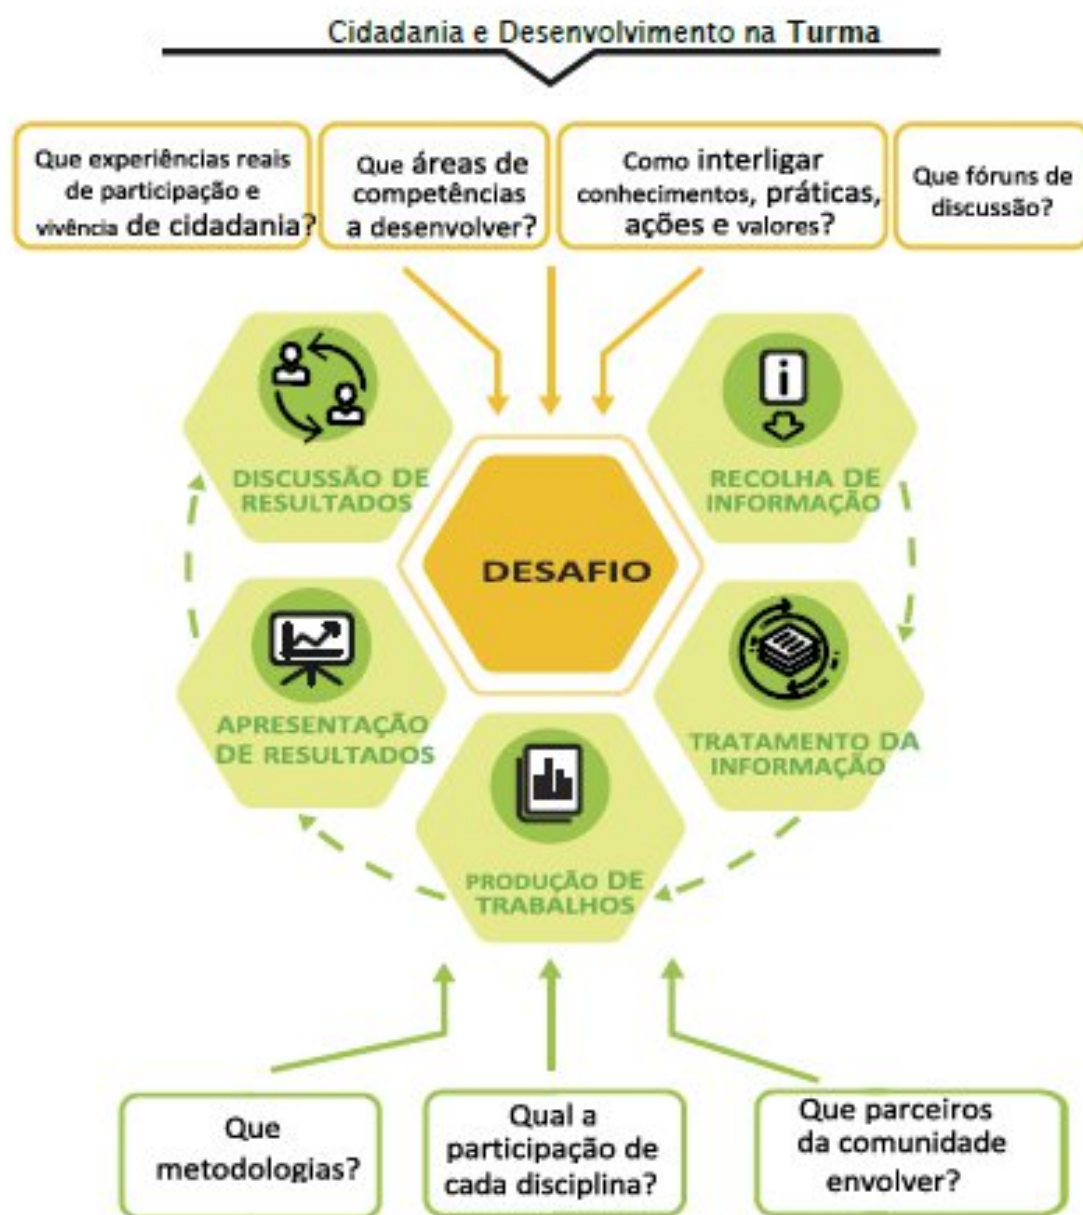 Cidadania e Desenvolvimento na Turma
Que experiências reais
de participação e
vivência de cidadania?
Que áreas de
competências
a desenvolver?
Como interligar
conhecimentos, práticas,
ações e valores?
Que fóruns de
discussão?
DISCUSSÃO DE
RESULTADOS
i
RECOLHA DE
INFORMAÇÃO
DESAFIO
APRESENTAÇÃO
DE RESULTADOS
TRATAMENTO DA
INFORMAÇÃO
PRODUÇÃO DE
TRABALHOS
Que
metodologias?
Qual a
participação de
cada disciplina?
Que parceiros
da comunidade
envolver?